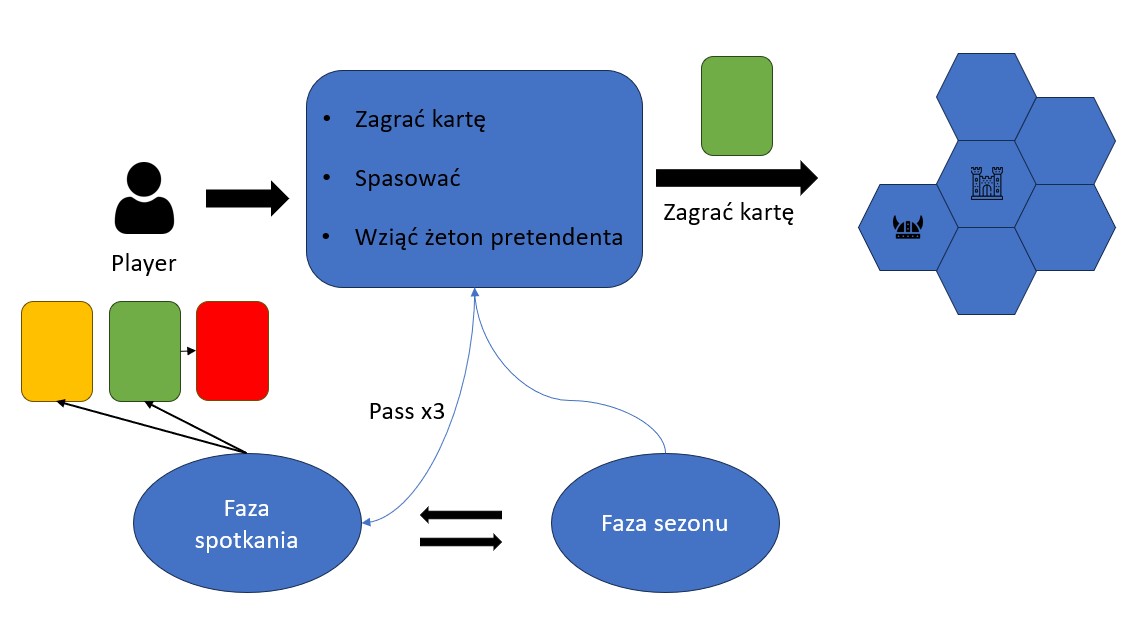 • Zagrać kartę
• Spasować
• Wziąć żeton pretendenta
Zagrać kartę
Player
Pass x3
Faza
spotkania
Faza sezonu